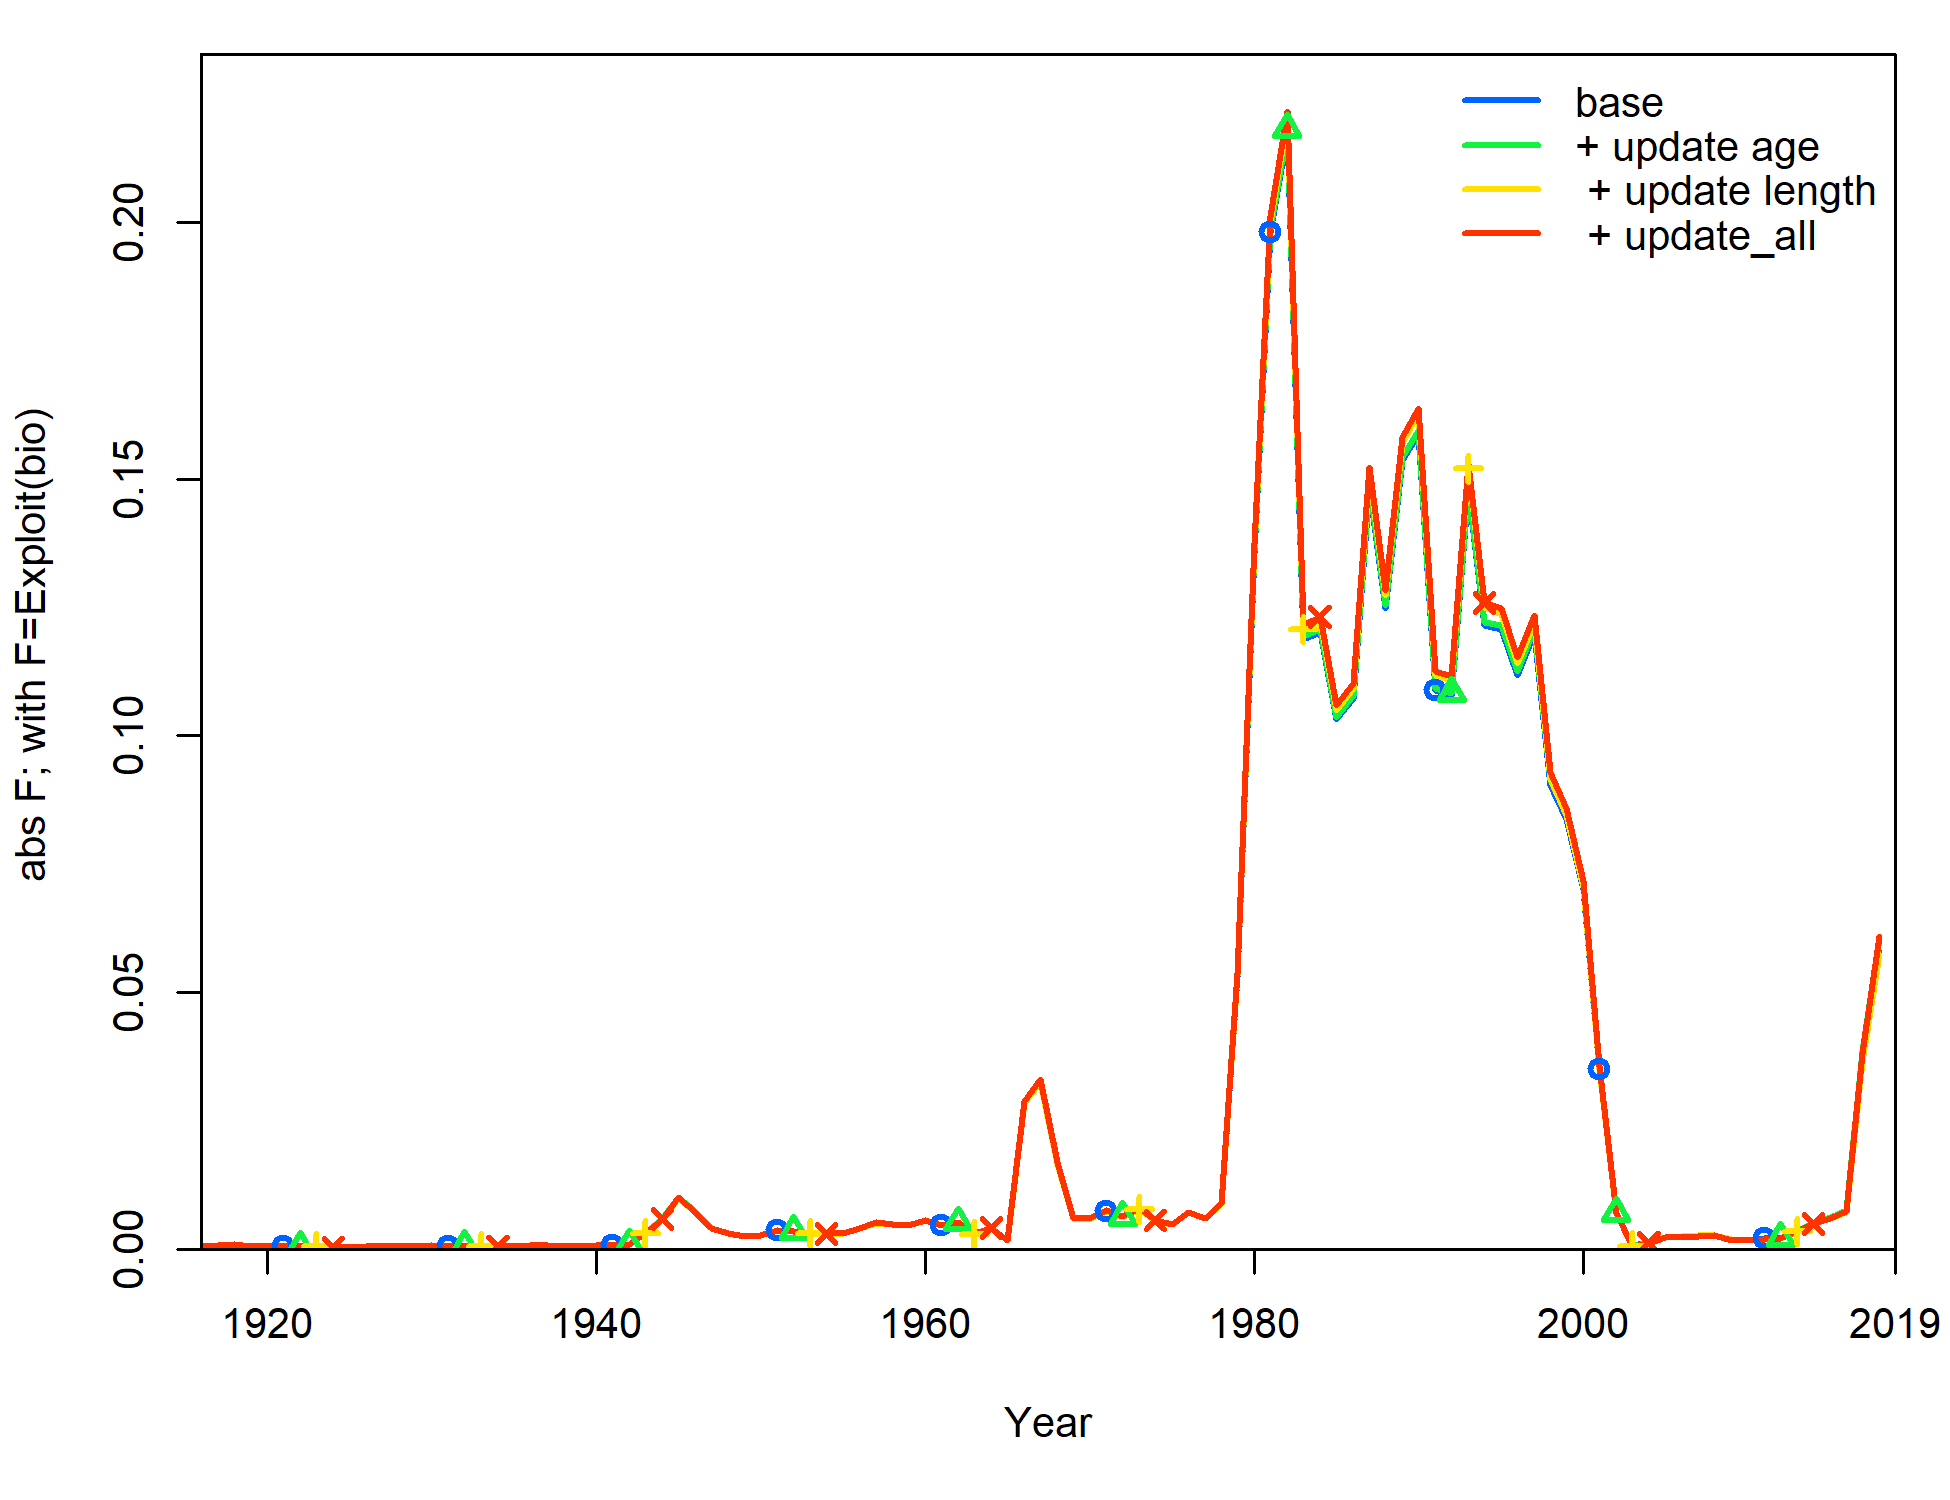 base
+ update age
+ update length
+ update_all
abs F; with F=Exploit(bio)
0.20
0.15
0.10
0.05
0.00
1920 1940 1960 1980 2000 2019
Year